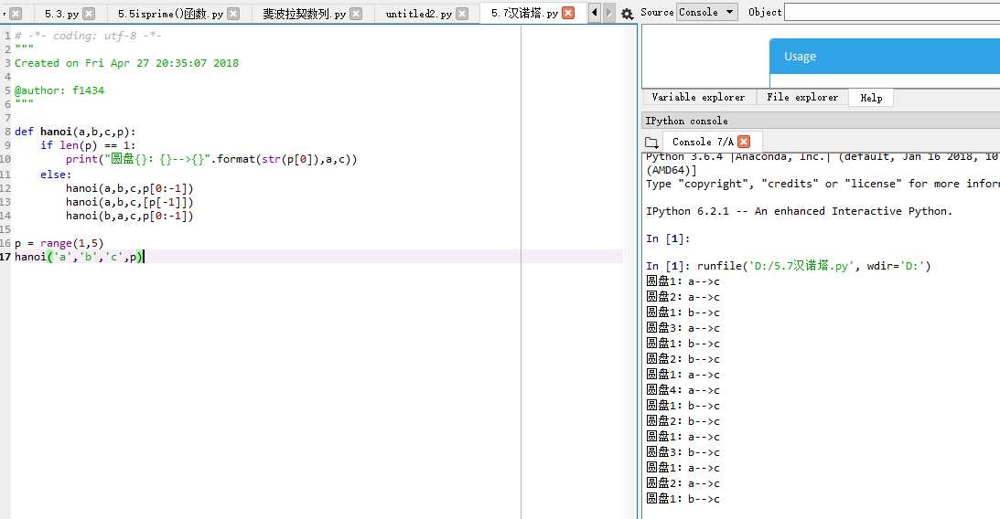 5.3.py 5.5isprime()函数.py 斐波拉契数列.py untitled2.py 5.7汉诺塔.py Source Console Object
1 # -*- coding: utf-8 -*-
2 """
3 Created on Fri Apr 27 20:35:07 2018
4
5 @author: f1434
6 """
7
8 def hanoi(a,b,c,p):
9 if len(p) == 1:
10 print("圆盘{}: {}-->{}".format(str(p[0]),a,c))
11 else:
12 hanoi(a,b,c,p[0:-1])
13 hanoi(a,b,c,[p[-1]])
14 hanoi(b,a,c,p[0:-1])
15
16 p = range(1,5)
17 hanoi('a','b','c',p)
Usage
Variable explorer File explorer Help
IPython console
Console 7/A
Python 3.6.4 |Anaconda, Inc.| (default, Jan 16 2018, 10
(AMD64)]
Type "copyright", "credits" or "license" for more infor
IPython 6.2.1 -- An enhanced Interactive Python.
In [1]:
In [1]: runfile('D:/5.7汉诺塔.py', wdir='D:')
圆盘1: a-->c
圆盘2: a-->c
圆盘1: b-->c
圆盘3: a-->c
圆盘1: b-->c
圆盘2: b-->c
圆盘1: a-->c
圆盘4: a-->c
圆盘1: b-->c
圆盘2: b-->c
圆盘1: a-->c
圆盘3: b-->c
圆盘1: a-->c
圆盘2: a-->c
圆盘1: b-->c